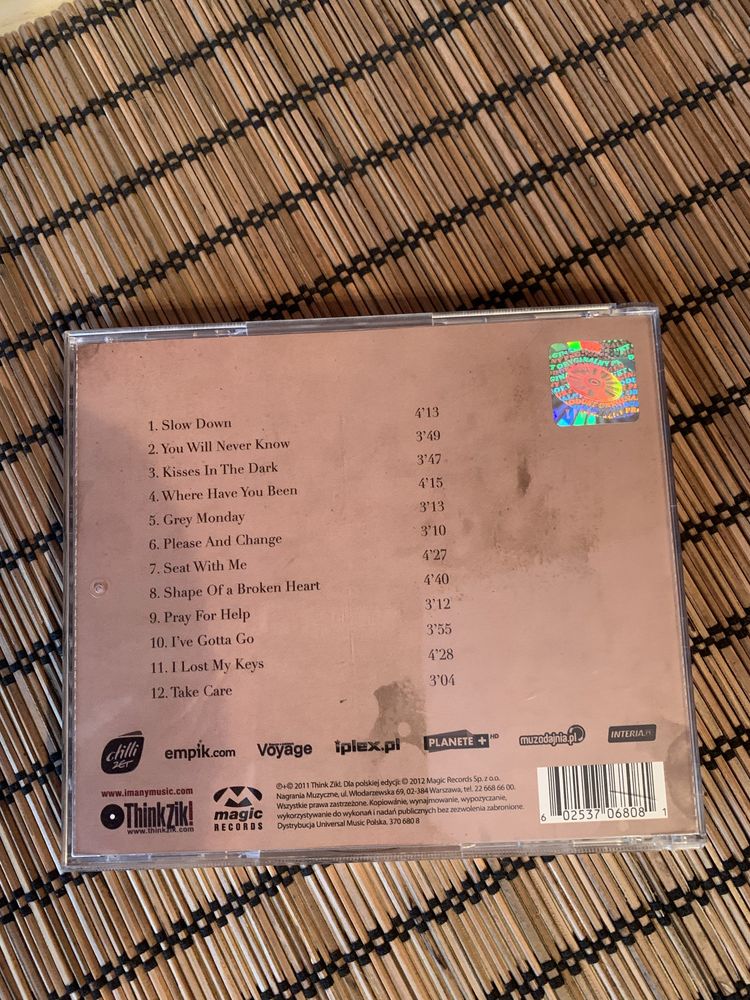 ORYGINALNY
1. Slow Down 4'13
2. You Will Never Know 3'49
3. Kisses In The Dark 3'47
4. Where Have You Been 4'15
5. Grey Monday 3'13
6. Please And Change 3'10
7. Seat With Me 4'27
8. Shape Of a Broken Heart 4'40
9. Pray For Help 3'12
10. I've Gotta Go 3'55
11. I Lost My Keys 4'28
12. Take Care 3'04
chilli ZET empik.com Voyage iplex.pl PLANETE + HD muzodajnia.pl INTERIA.PL
www.imanymusic.com
ThinkZik!
www.thinkzik.com
magic
RECORDS
℗+© 2011 Think Zik!. Dla polskiej edycji: © 2012 Magic Records Sp. z o.o.
Nagrania Muzyczne, ul. Włodarzewska 69, 02-384 Warszawa, tel. 22 668 66 00.
Wszystkie prawa zastrzeżone. Kopiowanie, wynajmowanie, wypożyczanie,
wykorzystywanie do wykonań i nadań publicznych bez zezwolenia zabronione.
Dystrybucja Universal Music Polska, 370 680 8
6 02537 06808 1